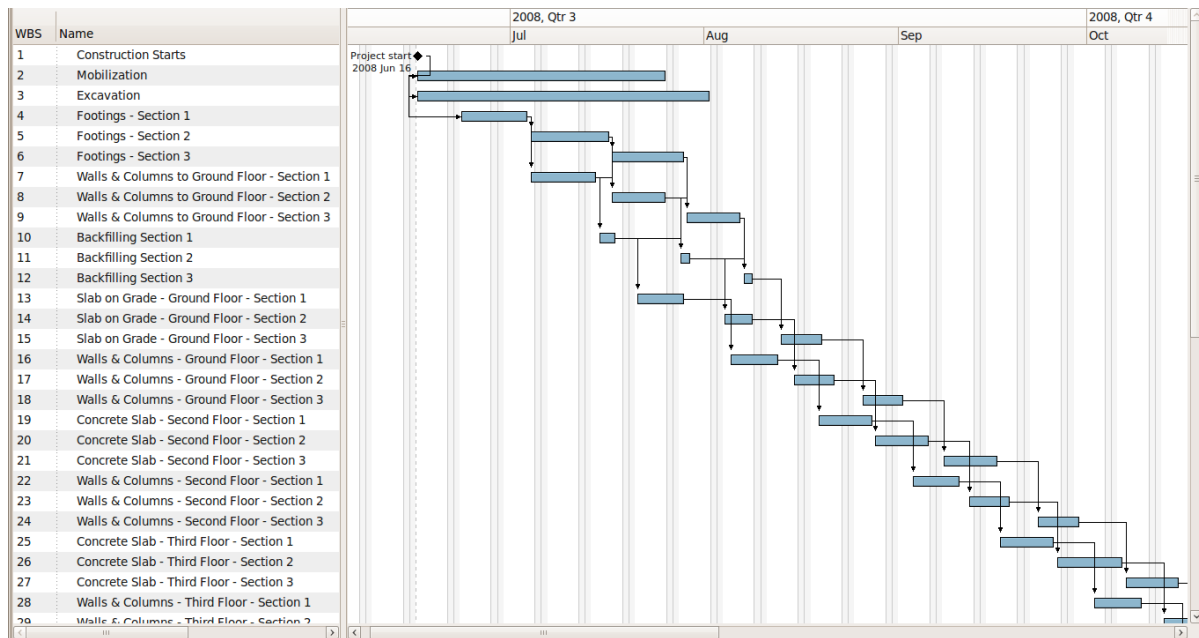 2008, Qtr 3 2008, Qtr 4
WBS Name Jul Aug Sep Oct
1 Construction Starts
Project start
2008 Jun 16
2 Mobilization
3 Excavation
4 Footings - Section 1
5 Footings - Section 2
6 Footings - Section 3
7 Walls & Columns to Ground Floor - Section 1
8 Walls & Columns to Ground Floor - Section 2
9 Walls & Columns to Ground Floor - Section 3
10 Backfilling Section 1
11 Backfilling Section 2
12 Backfilling Section 3
13 Slab on Grade - Ground Floor - Section 1
14 Slab on Grade - Ground Floor - Section 2
15 Slab on Grade - Ground Floor - Section 3
16 Walls & Columns - Ground Floor - Section 1
17 Walls & Columns - Ground Floor - Section 2
18 Walls & Columns - Ground Floor - Section 3
19 Concrete Slab - Second Floor - Section 1
20 Concrete Slab - Second Floor - Section 2
21 Concrete Slab - Second Floor - Section 3
22 Walls & Columns - Second Floor - Section 1
23 Walls & Columns - Second Floor - Section 2
24 Walls & Columns - Second Floor - Section 3
25 Concrete Slab - Third Floor - Section 1
26 Concrete Slab - Third Floor - Section 2
27 Concrete Slab - Third Floor - Section 3
28 Walls & Columns - Third Floor - Section 1
29 Walls & Columns - Third Floor - Section 2